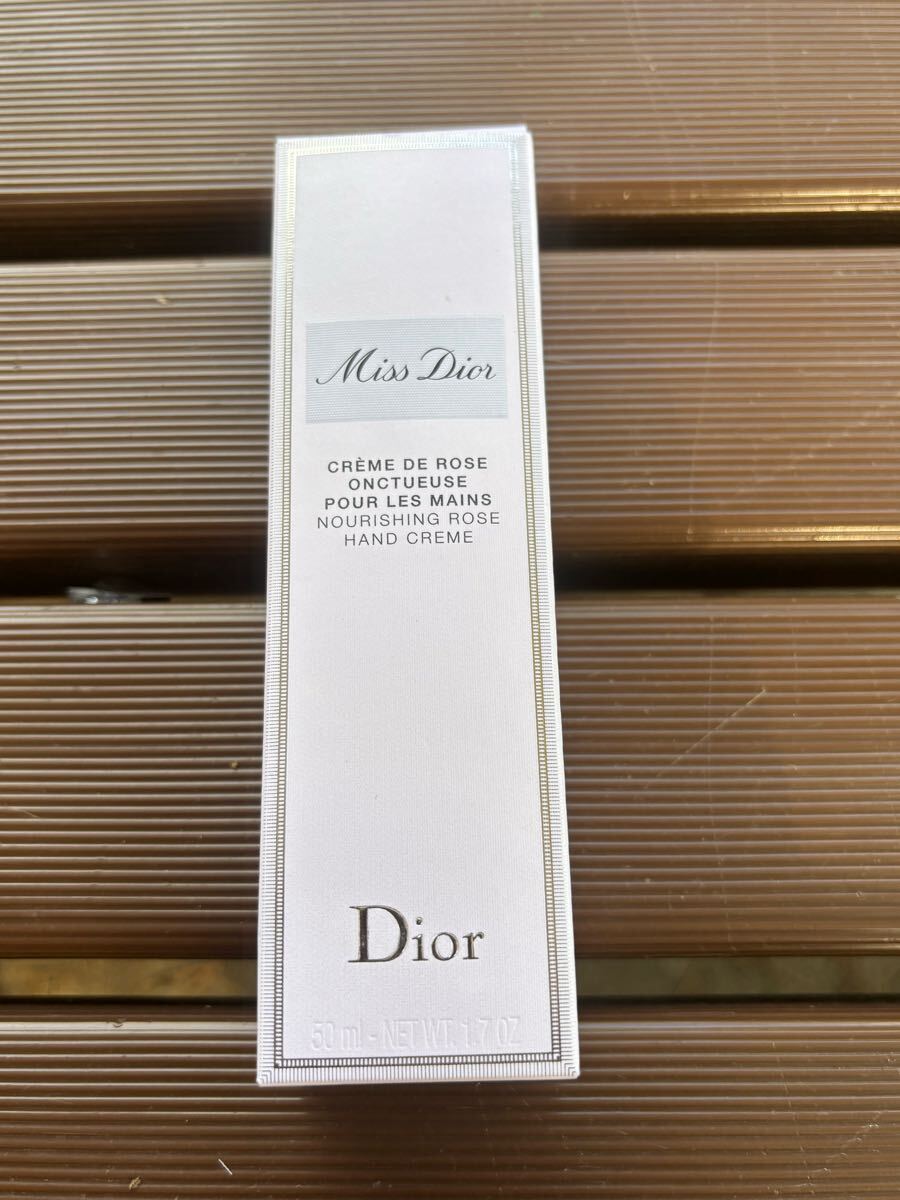 Miss Dior
CRÈME DE ROSE
ONCTUEUSE
POUR LES MAINS
NOURISHING ROSE
HAND CREME
Dior
50 ml - NET WT. 1.7 OZ